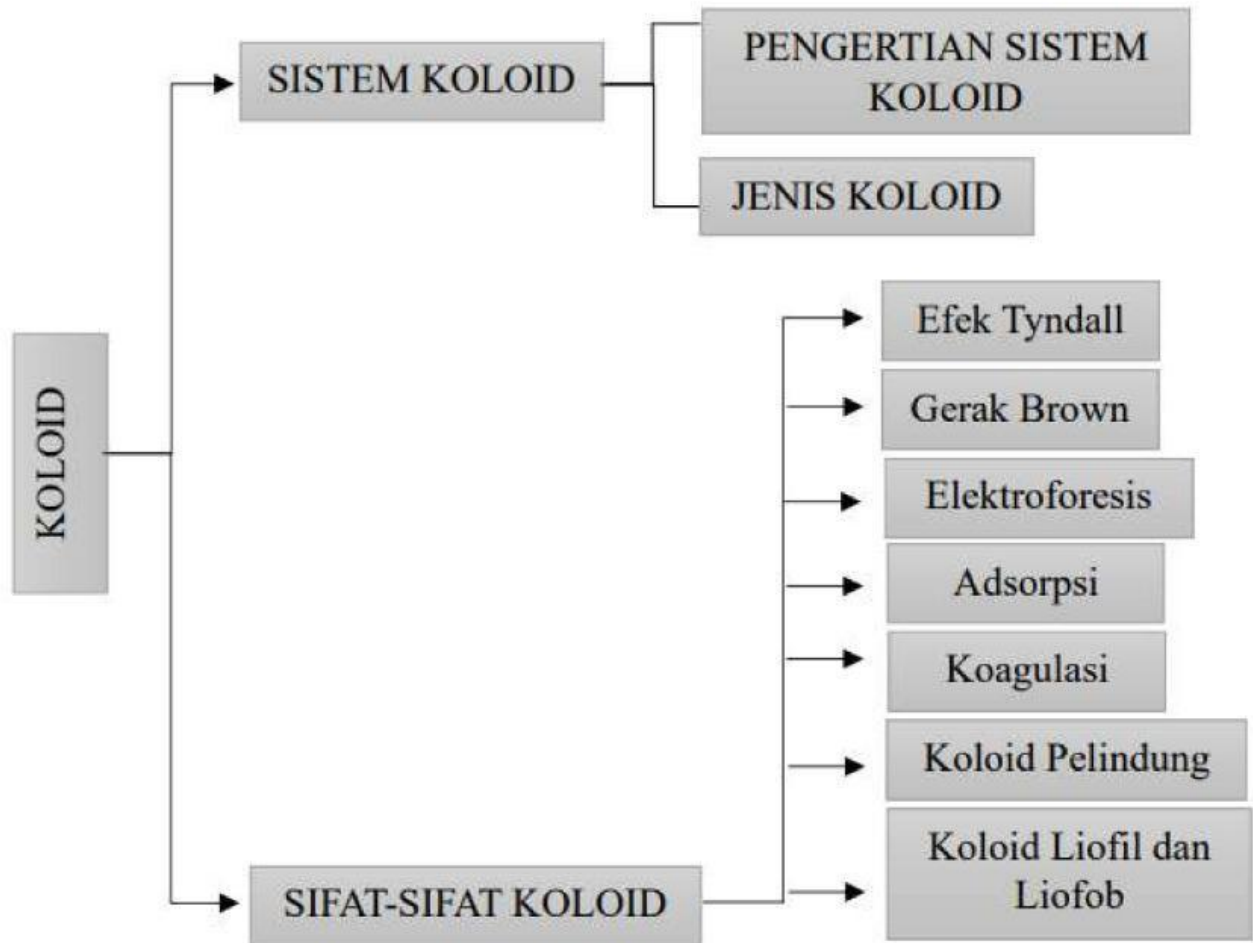 KOLOID
SISTEM KOLOID
PENGERTIAN SISTEM
KOLOID
JENIS KOLOID
SIFAT-SIFAT KOLOID
Efek Tyndall
Gerak Brown
Elektroforesis
Adsorpsi
Koagulasi
Koloid Pelindung
Koloid Liofil dan
Liofob